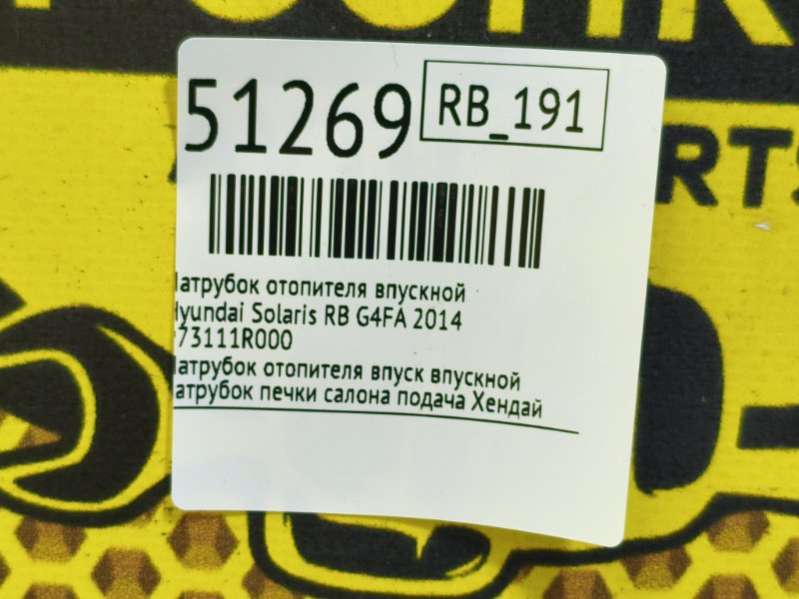 51269
RB_191
RTS
атрубок отопителя впускной
yundai Solaris RB G4FA 2014
73111R000
атрубок отопителя впуск впускной
атрубок печки салона подача Хендай